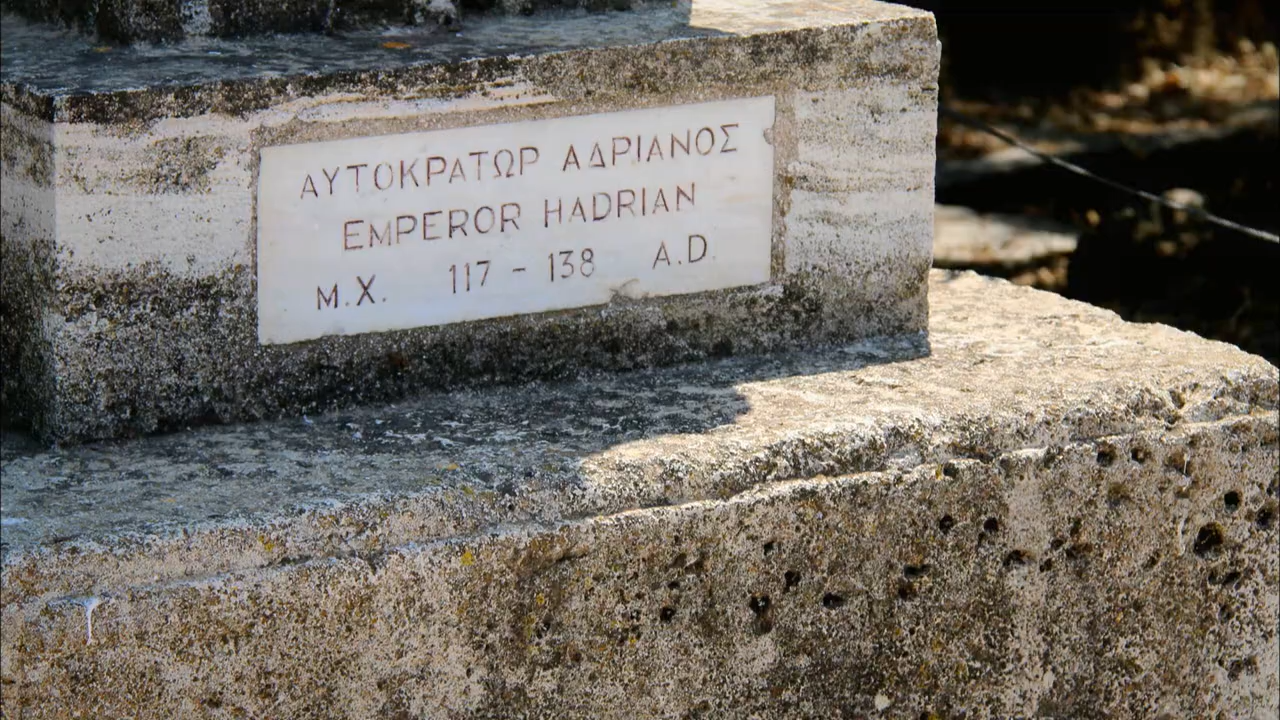 ΑΥΤΟΚΡΑΤΩΡ ΑΔΡΙΑΝΟΣ
EMPEROR HADRIAN
Μ.Χ. 117 - 138 A.D.